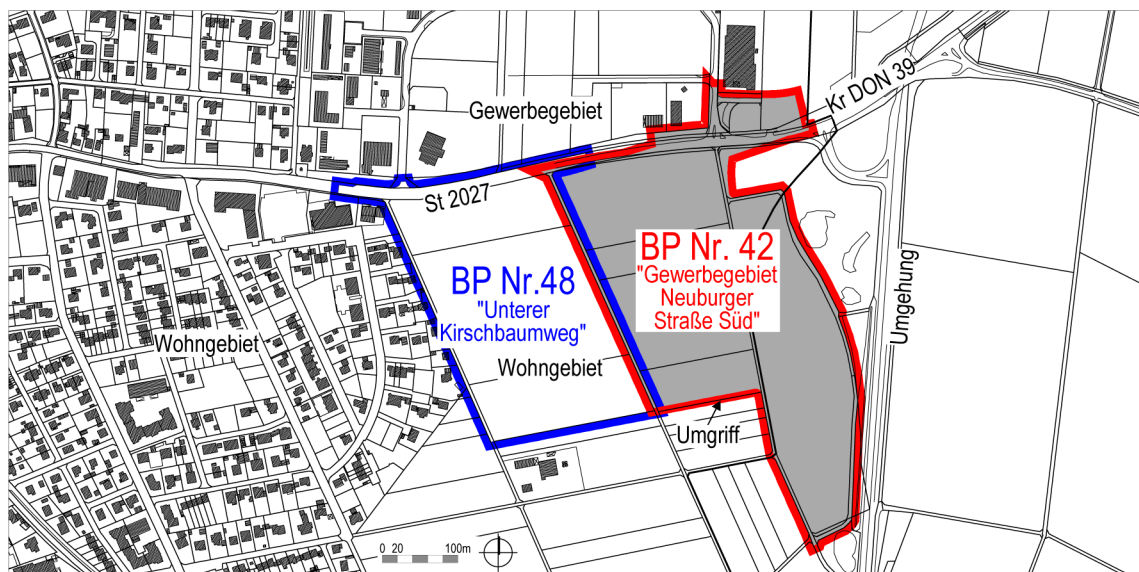 Kr DON 39
Gewerbegebiet
St 2027
BP Nr. 42
"Gewerbegebiet
Neuburger
Straße Süd"
BP Nr.48
"Unterer
Kirschbaumweg"
Umgehung
Wohngebiet
Wohngebiet
Umgriff
0 20 100m